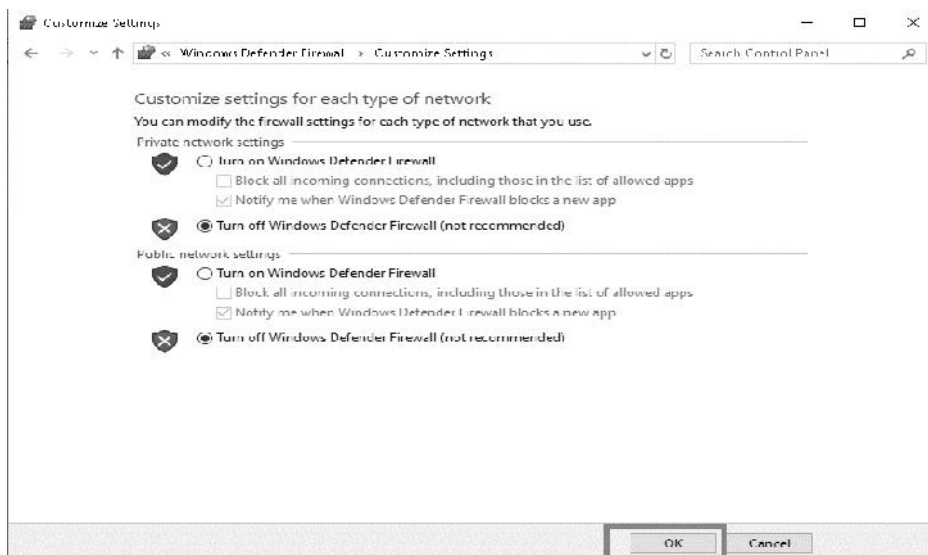 Customize Settings
Windows Defender Firewall > Customize Settings
Search Control Panel
Customize settings for each type of network
You can modify the firewall settings for each type of network that you use.
Private network settings
Turn on Windows Defender Firewall
Block all incoming connections, including those in the list of allowed apps
Notify me when Windows Defender Firewall blocks a new app
Turn off Windows Defender Firewall (not recommended)
Public network settings
Turn on Windows Defender Firewall
Block all incoming connections, including those in the list of allowed apps
Notify me when Windows Defender Firewall blocks a new app
Turn off Windows Defender Firewall (not recommended)
OK
Cancel